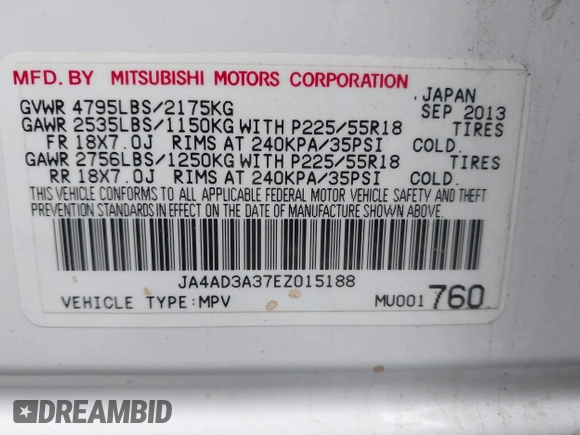 MFD. BY MITSUBISHI MOTORS CORPORATION
JAPAN
GVWR 4795LBS/2175KG SEP 2013
GAWR 2535LBS/1150KG WITH P225/55R18 TIRES
FR 18X7.0J RIMS AT 240KPA/35PSI COLD.
GAWR 2756LBS/1250KG WITH P225/55R18 TIRES
RR 18X7.0J RIMS AT 240KPA/35PSI COLD.
THIS VEHICLE CONFORMS TO ALL APPLICABLE FEDERAL MOTOR VEHICLE SAFETY AND THEFT
PREVENTION STANDARDS IN EFFECT ON THE DATE OF MANUFACTURE SHOWN ABOVE.
JA4AD3A37EZ015188
VEHICLE TYPE:MPV MU001760
DREAMBID